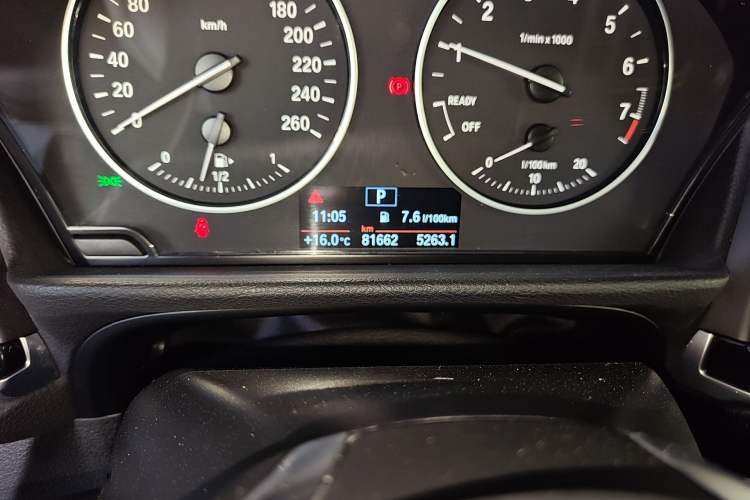 80
60
40
20
0
km/h
200
220
240
260
0
1/2
1
2
1
1/min x 1000
5
6
7
READY
OFF
0
10
20
l/100km
P
P
11:05
7.6 l/100km
km
+16.0°C
81662
5263.1